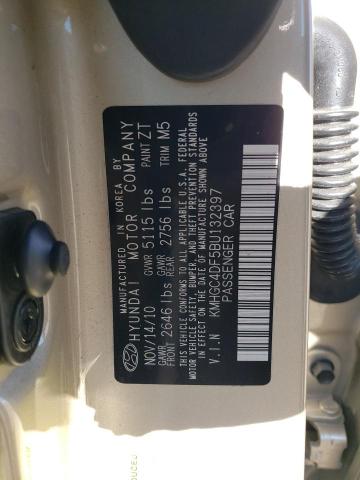 MANUFACTURED IN KOREA BY
HYUNDAI MOTOR COMPANY
NOV/14/10 GVWR 5115 lbs PAINT ZT
GAWR FRONT 2646 lbs GAWR REAR 2756 lbs TRIM M5
THIS VEHICLE CONFORMS TO ALL APPLICABLE U.S.A. FEDERAL
MOTOR VEHICLE SAFETY, BUMPER, AND THEFT PREVENTION
STANDARDS IN EFFECT ON THE DATE OF MANUFACTURE SHOWN ABOVE
V.I.N KMHGC4DF5BU132397
PASSENGER CAR